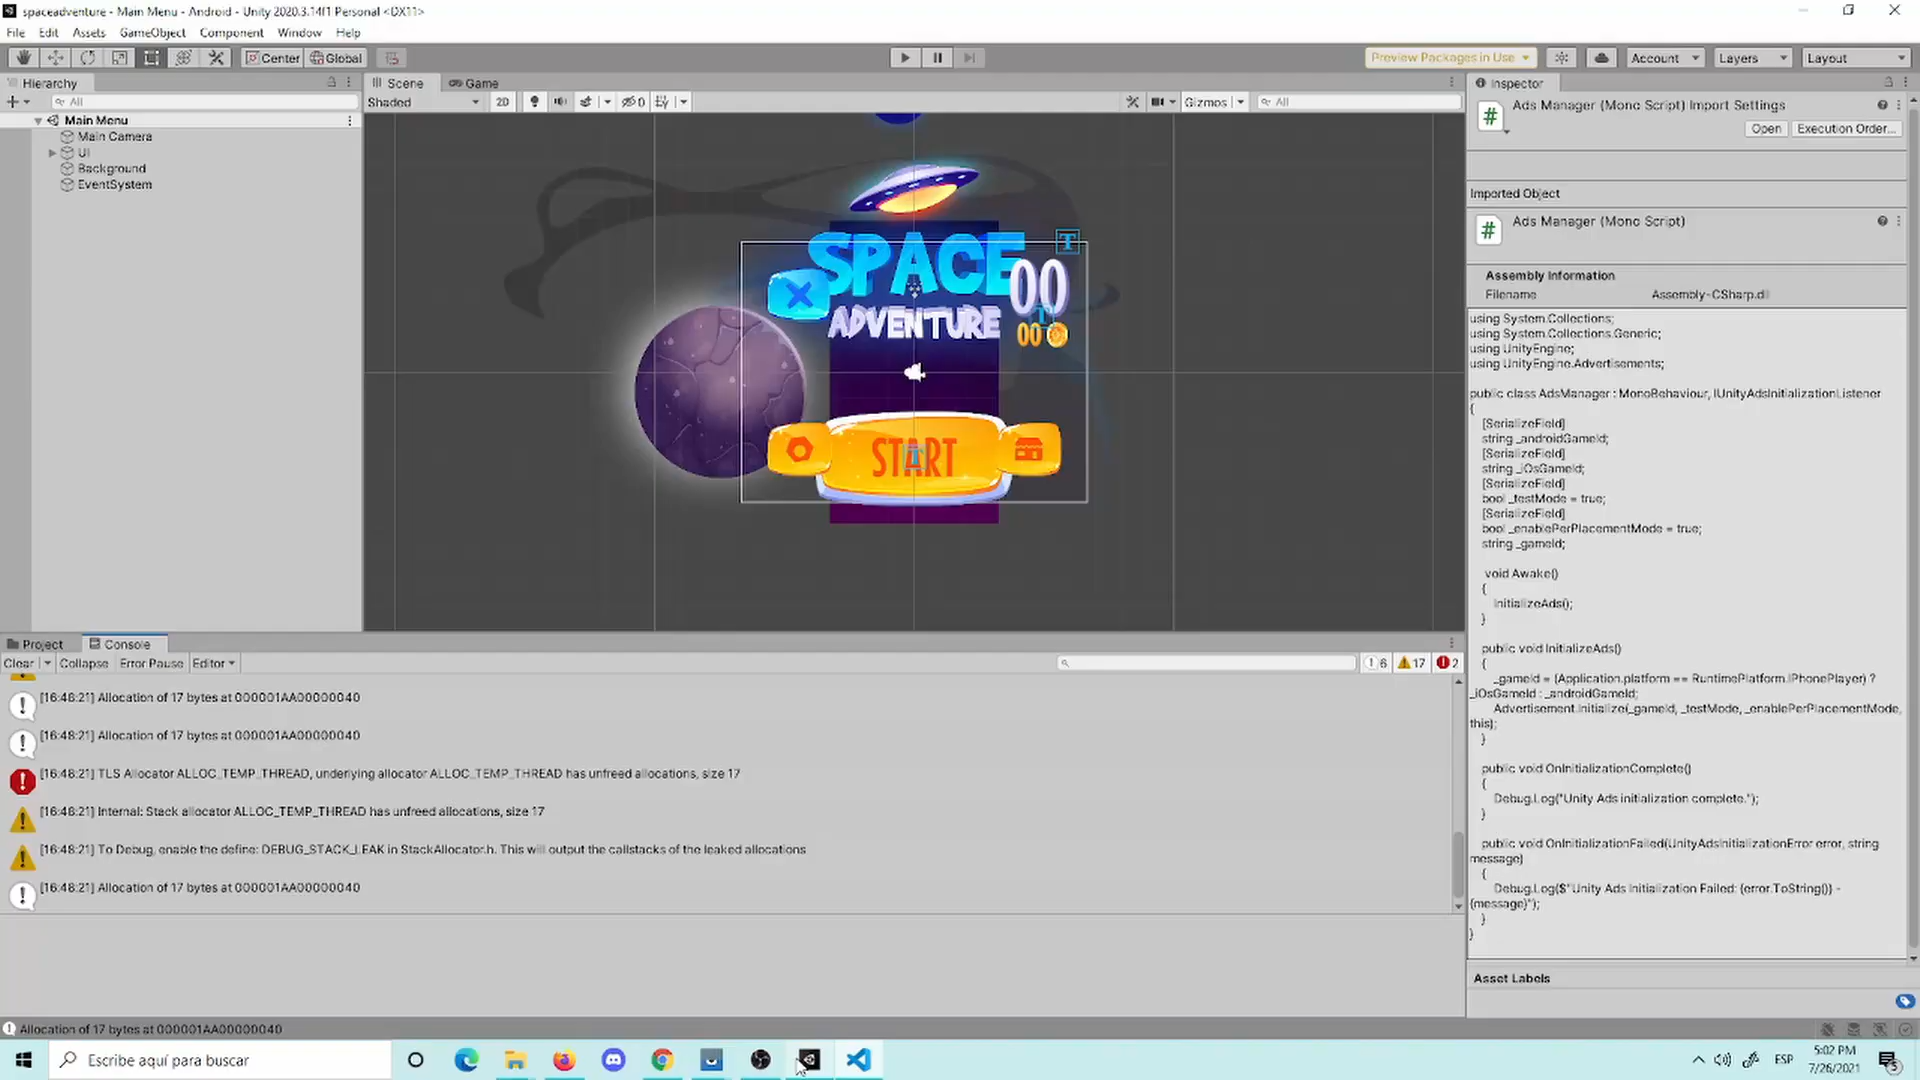 spaceadventure - Main Menu - Android - Unity 2020.3.14f1 Personal <DX11>
File Edit Assets GameObject Component Window Help
Center Global
Preview Packages in Use
Account
Layers
Layout
Hierarchy
All
Main Menu
Main Camera
UI
Background
EventSystem
Scene
Game
Shaded
2D
0
Gizmos
All
SPACE
ADVENTURE
00
00
START
T
Inspector
Ads Manager (Mono Script) Import Settings
Open
Execution Order...
Imported Object
Ads Manager (Mono Script)
Assembly Information
Filename Assembly-CSharp.dll
using System.Collections;
using System.Collections.Generic;
using UnityEngine;
using UnityEngine.Advertisements;
public class AdsManager : MonoBehaviour, IUnityAdsInitializationListener
{
[SerializeField]
string _androidGameId;
[SerializeField]
string _iOsGameId;
[SerializeField]
bool _testMode = true;
[SerializeField]
bool _enablePerPlacementMode = true;
string _gameId;
void Awake()
{
InitializeAds();
}
public void InitializeAds()
{
_gameId = (Application.platform == RuntimePlatform.IPhonePlayer) ?
_iOsGameId : _androidGameId;
Advertisement.Initialize(_gameId, _testMode, _enablePerPlacementMode,
this);
}
public void OnInitializationComplete()
{
Debug.Log("Unity Ads initialization complete.");
}
public void OnInitializationFailed(UnityAdsInitializationError error, string
message)
{
Debug.Log($"Unity Ads Initialization Failed: {error.ToString()} -
{message}");
}
}
Asset Labels
Project
Console
Clear Collapse Error Pause Editor
6 17 2
[16:48:21] Allocation of 17 bytes at 000001AA00000040
[16:48:21] Allocation of 17 bytes at 000001AA00000040
[16:48:21] TLS Allocator ALLOC_TEMP_THREAD, underlying allocator ALLOC_TEMP_THREAD has unfreed allocations, size 17
[16:48:21] Internal: Stack allocator ALLOC_TEMP_THREAD has unfreed allocations, size 17
[16:48:21] To Debug, enable the define: DEBUG_STACK_LEAK in StackAllocator.h. This will output the callstacks of the leaked allocations
[16:48:21] Allocation of 17 bytes at 000001AA00000040
Allocation of 17 bytes at 000001AA00000040
Escribe aquí para buscar
ESP
5:02 PM
7/26/2021
5